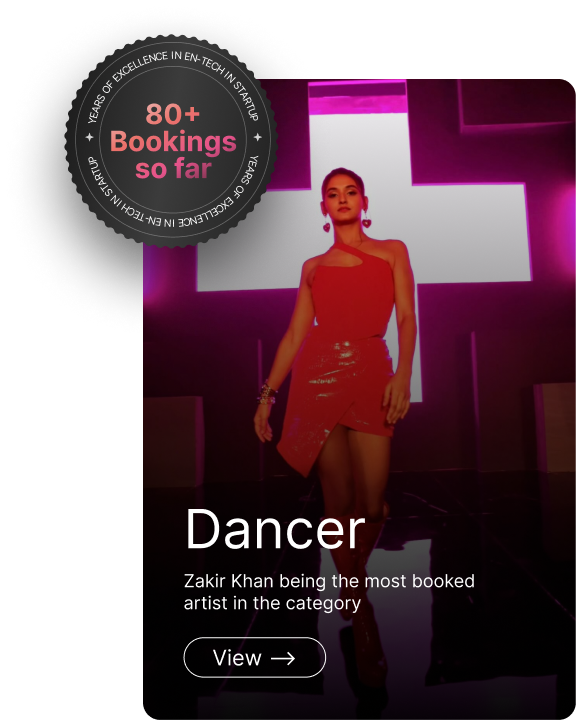 YEARS OF EXCELLENCE IN EN-TECH IN STARTUP
80+
Bookings
so far
YEARS OF EXCELLENCE IN EN-TECH IN STARTUP
Dancer
Zakir Khan being the most booked
artist in the category
View →